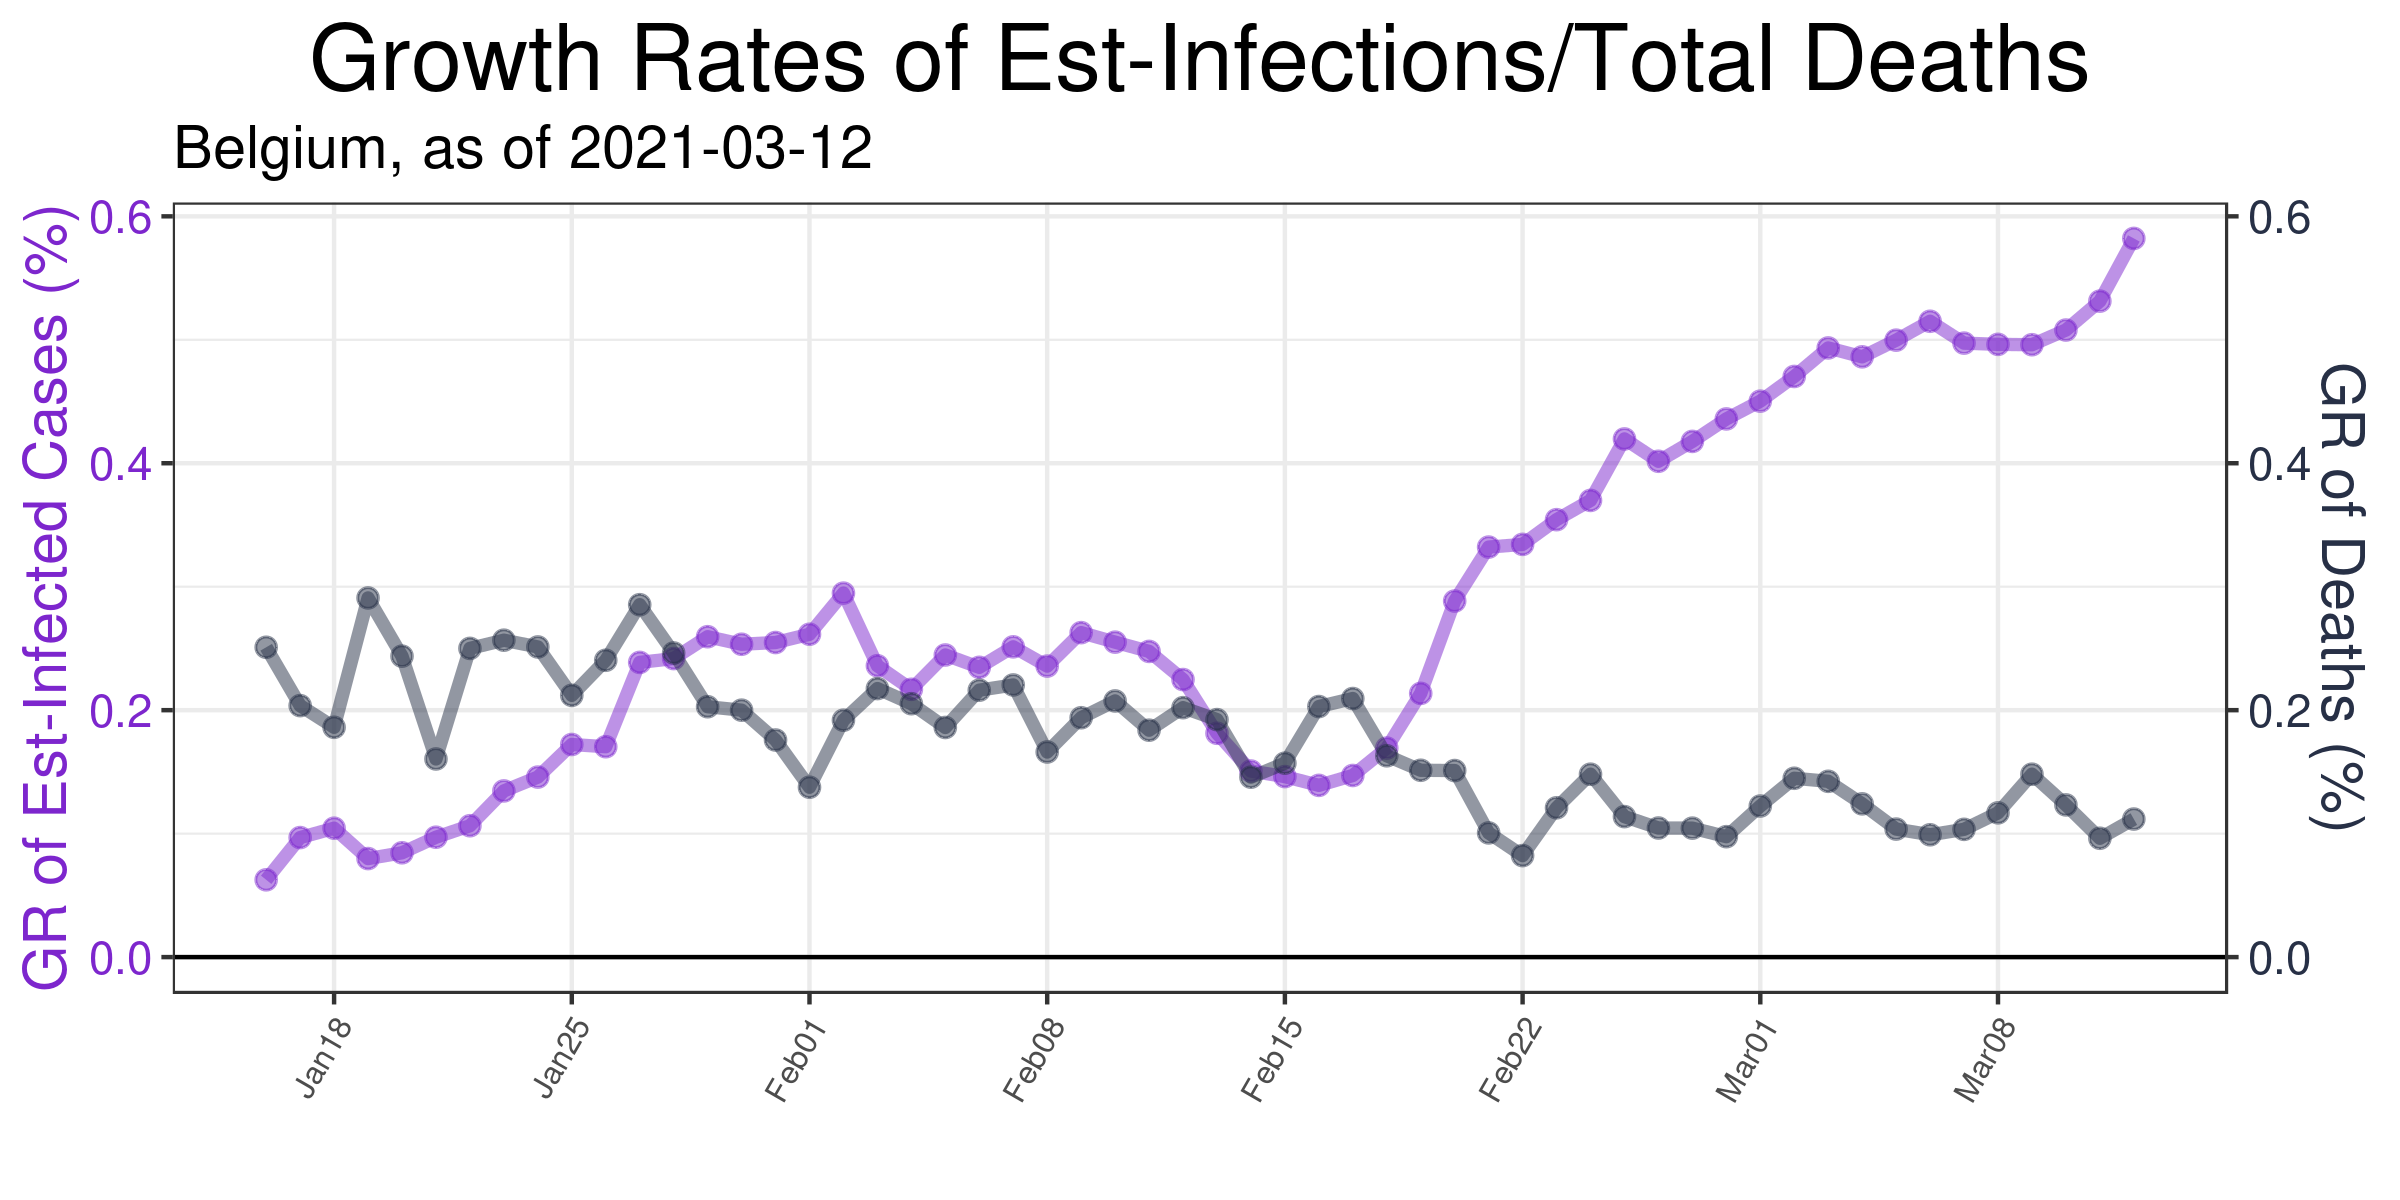 Growth Rates of Est-Infections/Total Deaths
Belgium, as of 2021-03-12
GR of Est-Infected Cases (%)
0.6
0.4
0.2
0.0
0.6
0.4
0.2
0.0
GR of Deaths (%)
Jan18
Jan25
Feb01
Feb08
Feb15
Feb22
Mar01
Mar08